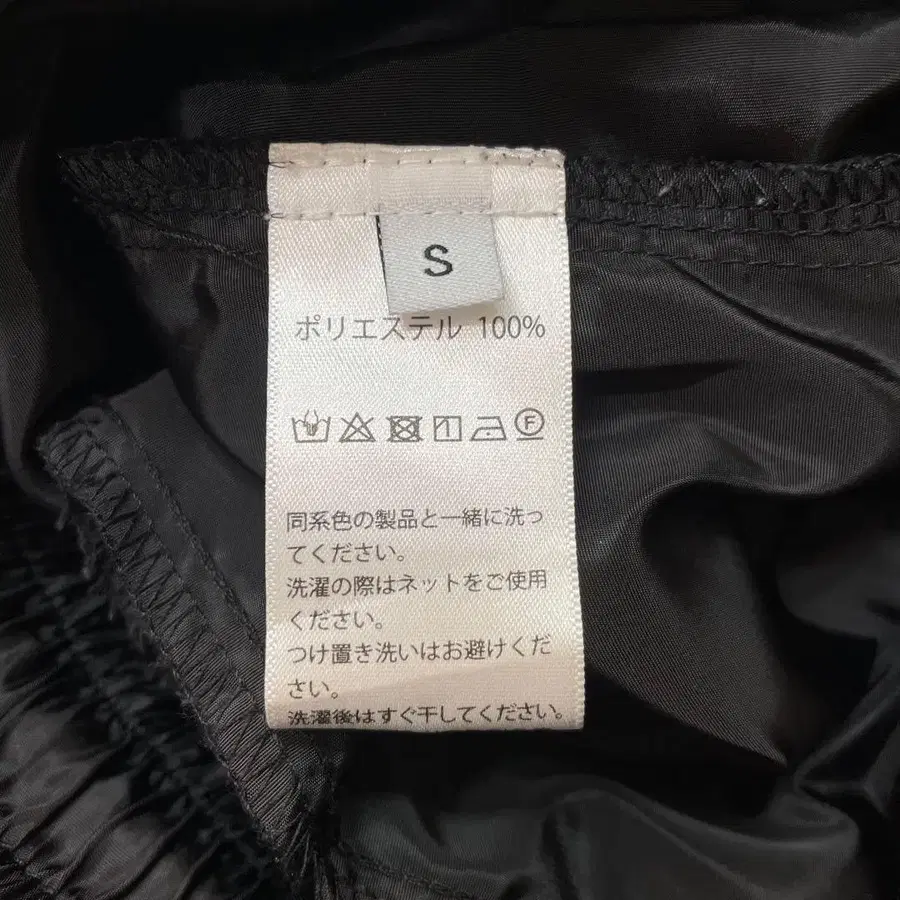 S
ポリエステル 100%
F
同系色の製品と一緒に洗っ
てください。
洗濯の際はネットをご使用
ください。
つけ置き洗いはお避けくだ
さい。
洗濯後はすぐ干してください。